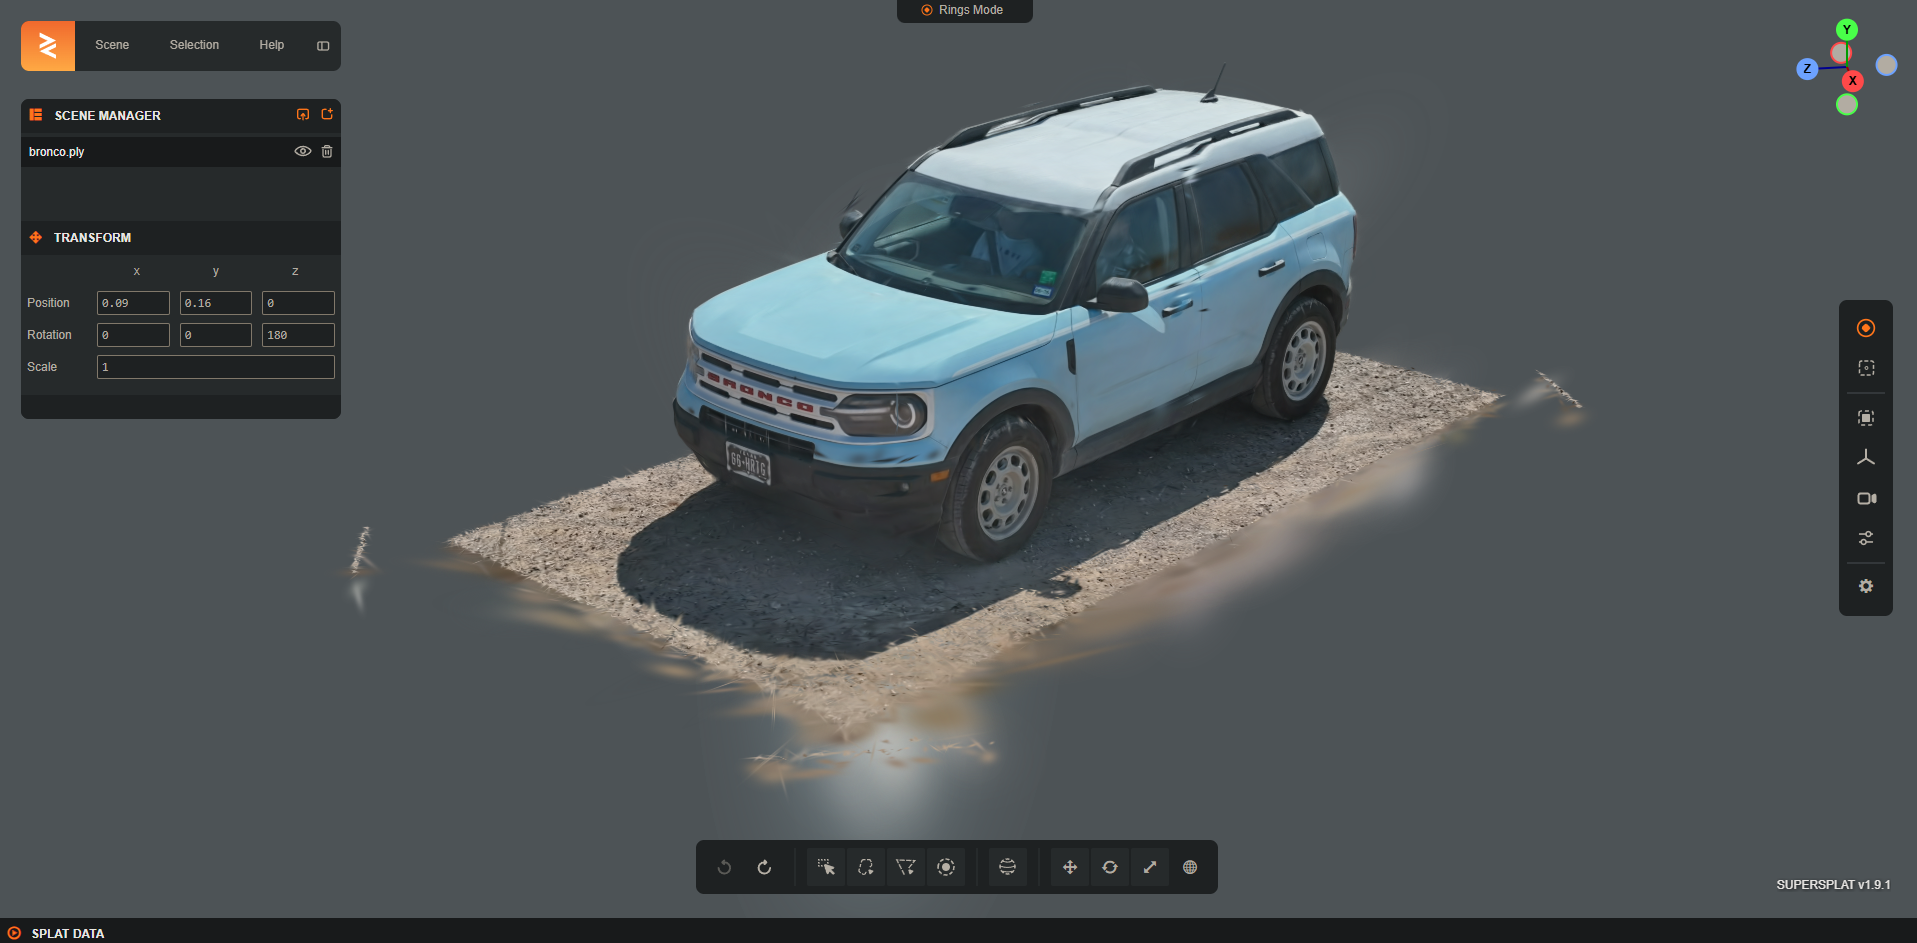 Rings Mode
Scene Selection Help
Y
Z
X
SCENE MANAGER
bronco.ply
TRANSFORM
x y z
Position 0.09 0.16 0
Rotation 0 0 180
Scale 1
BRONCO
SUPERSPLAT v1.9.1
SPLAT DATA